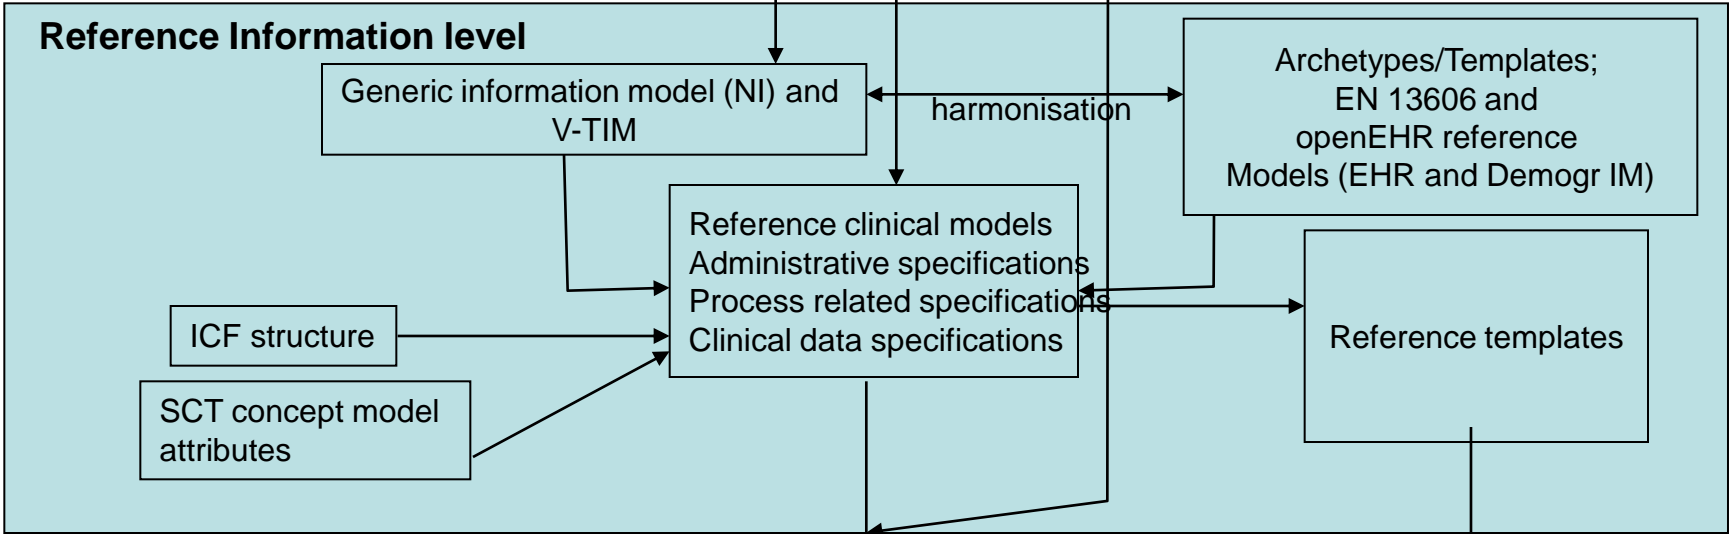 Reference Information level
Generic information model (NI) and
V-TIM
harmonisation
Archetypes/Templates;
EN 13606 and
openEHR reference
Models (EHR and Demogr IM)
Reference clinical models
Administrative specifications
Process related specifications
Clinical data specifications
ICF structure
SCT concept model
attributes
Reference templates